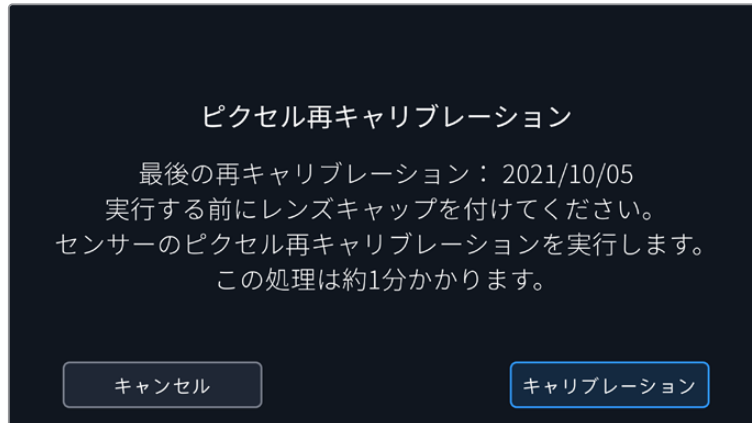 ピクセル再キャリブレーション
最後の再キャリブレーション： 2021/10/05
実行する前にレンズキャップを付けてください。
センサーのピクセル再キャリブレーションを実行します。
この処理は約1分かかります。
キャンセル
キャリブレーション